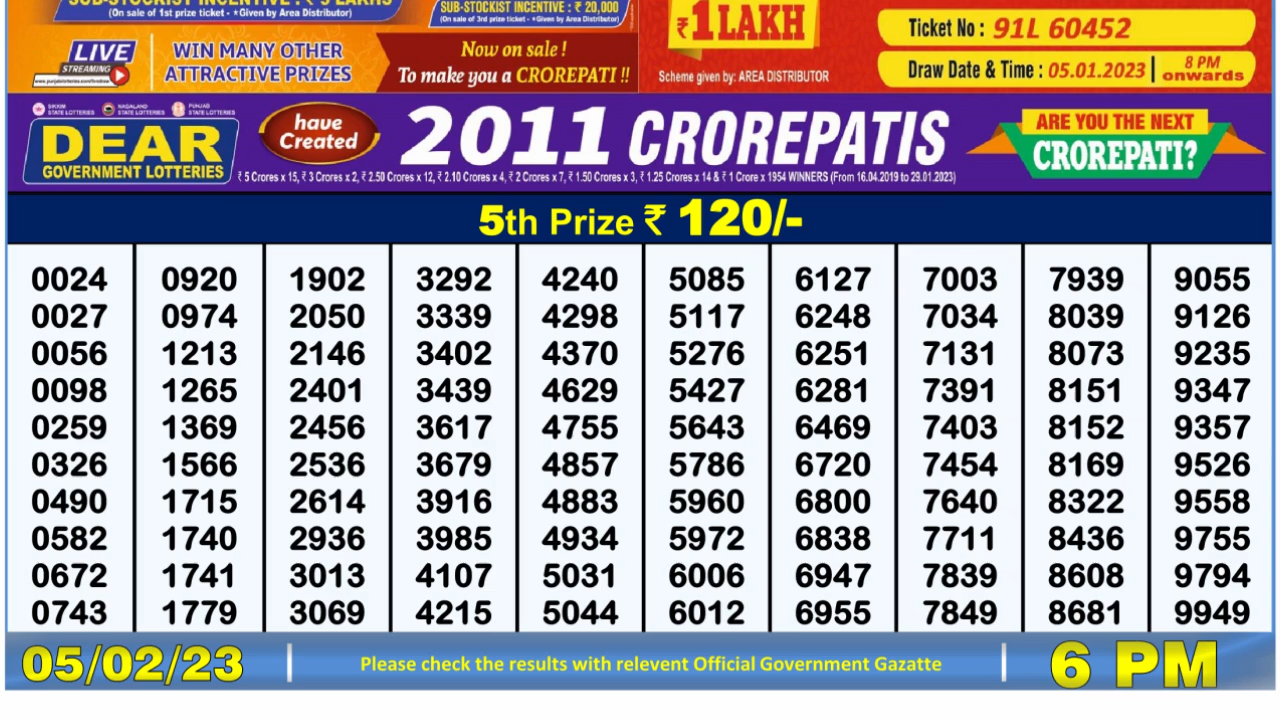 SUB-STOCKIST INCENTIVE : ₹ 5 LAKHS
(On sale of 1st prize ticket - *Given by Area Distributor)
SUB-STOCKIST INCENTIVE : ₹ 20,000
(On sale of 3rd prize ticket - *Given by Area Distributor)
₹1 LAKH
Scheme given by: AREA DISTRIBUTOR
Ticket No : 91L 60452
Draw Date & Time : 05.01.2023 | 8 PM onwards
LIVE
STREAMING
WIN MANY OTHER
ATTRACTIVE PRIZES
Now on sale !
To make you a CROREPATI !!
SIKKIM STATE LOTTERIES
NAGALAND STATE LOTTERIES
PUNJAB STATE LOTTERIES
DEAR
GOVERNMENT LOTTERIES
have
Created
2011 CROREPATIS
₹ 5 Crores x 15, ₹ 3 Crores x 2, ₹ 2.50 Crores x 12, ₹ 2.10 Crores x 4, ₹ 2 Crores x 7, ₹ 1.50 Crores x 3, ₹ 1.25 Crores x 14 & ₹ 1 Crore x 1954 WINNERS (From 16.04.2019 to 29.01.2023)
ARE YOU THE NEXT
CROREPATI?
5th Prize ₹ 120/-
0024 0920 1902 3292 4240 5085 6127 7003 7939 9055
0027 0974 2050 3339 4298 5117 6248 7034 8039 9126
0056 1213 2146 3402 4370 5276 6251 7131 8073 9235
0098 1265 2401 3439 4629 5427 6281 7391 8151 9347
0259 1369 2456 3617 4755 5643 6469 7403 8152 9357
0326 1566 2536 3679 4857 5786 6720 7454 8169 9526
0490 1715 2614 3916 4883 5960 6800 7640 8322 9558
0582 1740 2936 3985 4934 5972 6838 7711 8436 9755
0672 1741 3013 4107 5031 6006 6947 7839 8608 9794
0743 1779 3069 4215 5044 6012 6955 7849 8681 9949
05/02/23 | Please check the results with relevent Official Government Gazatte | 6 PM